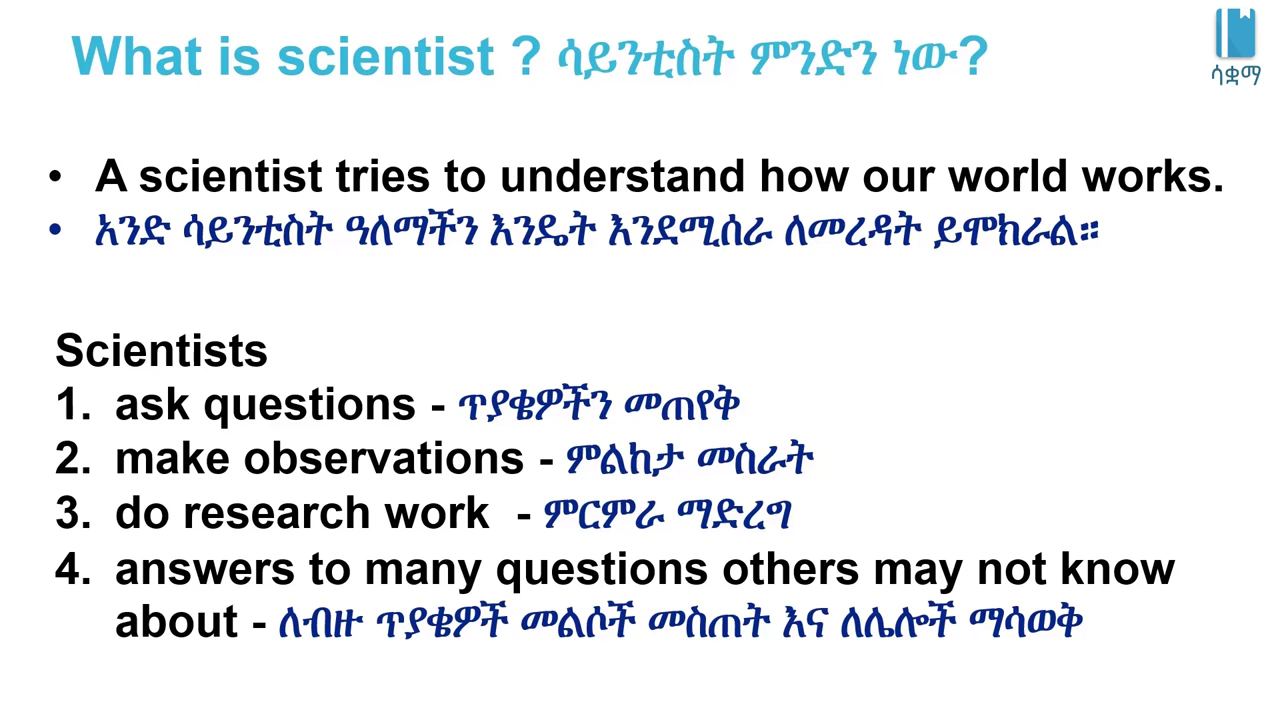 What is scientist ? ሳይንቲስት ምንድን ነው?
ሳቋማ
• A scientist tries to understand how our world works.
• አንድ ሳይንቲስት ዓለማችን እንዴት እንደሚሰራ ለመረዳት ይሞክራል።
Scientists
1. ask questions - ጥያቄዎችን መጠየቅ
2. make observations - ምልከታ መስራት
3. do research work - ምርምራ ማድረግ
4. answers to many questions others may not know
about - ለብዙ ጥያቄዎች መልሶች መስጠት እና ለሌሎች ማሳወቅ